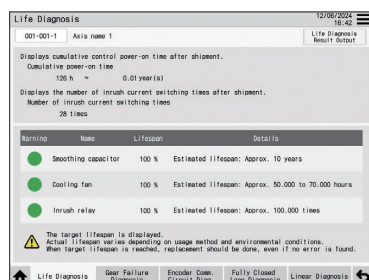 Life Diagnosis
12/06/2024
16:42
001-001-1 Axis name 1
Life Diagnosis
Result Output
Displays cumulative control power-on time after shipment.
Cumulative power-on time
126 h ≈ 0.01 year(s)
Displays the number of inrush current switching times after shipment.
Number of inrush current switching times
28 times
Warning Name Lifespan Details
Smoothing capacitor 100 % Estimated lifespan: Approx. 10 years
Cooling fan 100 % Estimated lifespan: Approx. 50.000 to 70.000 hours
Inrush relay 100 % Estimated lifespan: Approx. 100.000 times
The target lifespan is displayed.
Actual lifespan varies depending on usage method and environmental conditions.
When target lifespan is reached, replacement should be done, even if no error is found.
Life Diagnosis
Gear Failure
Diagnosis
Encoder Comm.
Circuit Diag.
Fully Closed
Loop Diagnosis
Linear Diagnosis